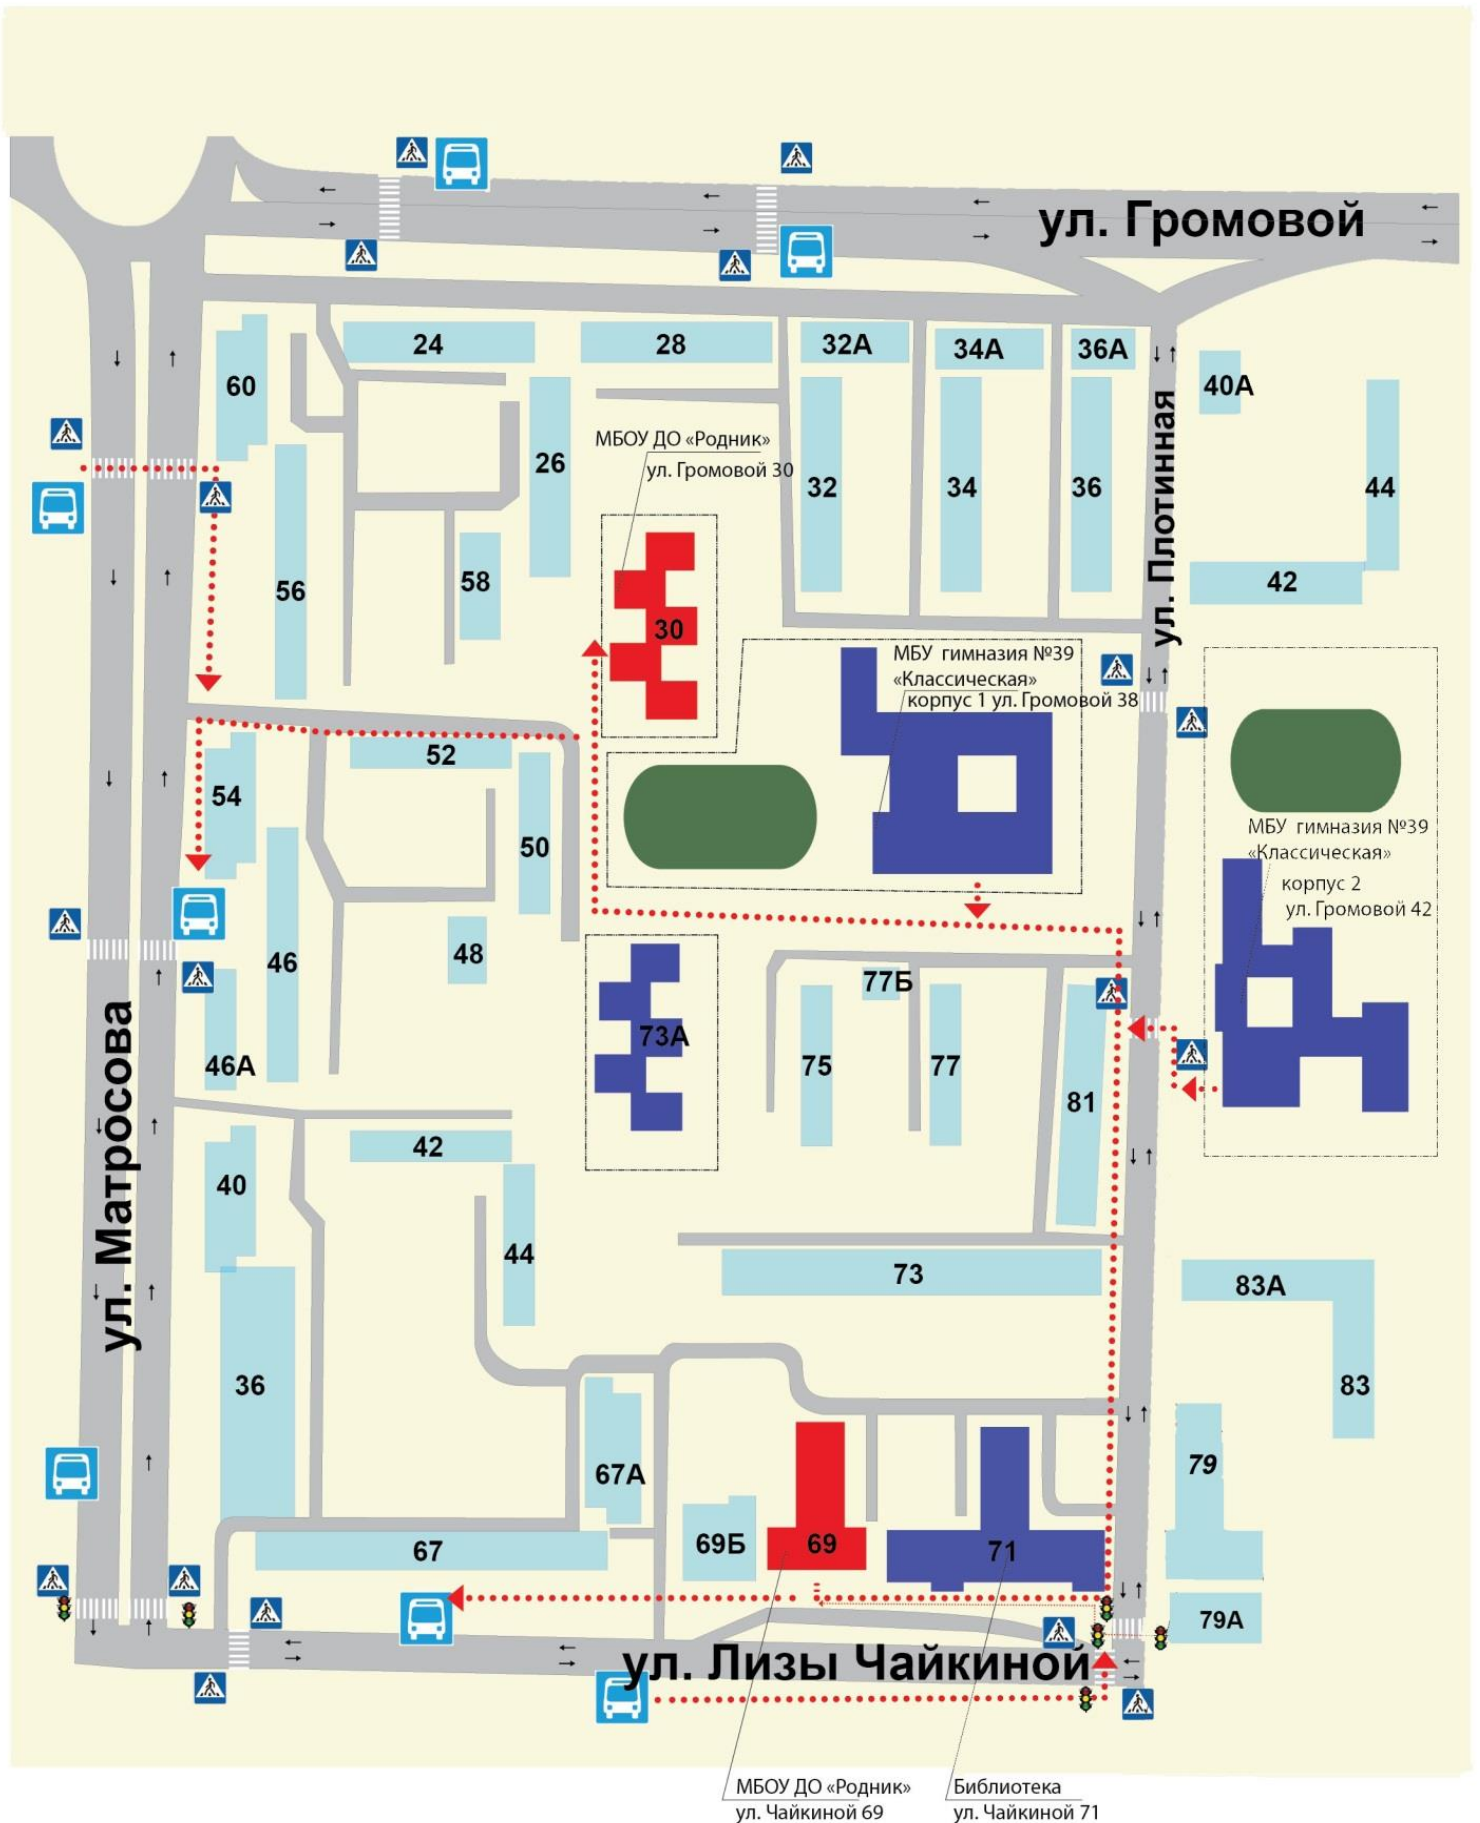 ул. Громовой
24
28
32А
34А
36А
60
40А
26
МБОУ ДО «Родник»
ул. Громовой 30
32
34
36
44
ул. Плотинная
56
58
42
30
МБУ гимназия №39
«Классическая»
корпус 1 ул. Громовой 38
52
54
50
МБУ гимназия №39
«Классическая»
корпус 2
ул. Громовой 42
46
48
77Б
73А
46А
75
77
81
ул. Матросова
42
40
44
73
83А
36
83
67А
79
67
69Б
69
71
79А
ул. Лизы Чайкиной
МБОУ ДО «Родник»
ул. Чайкиной 69
Библиотека
ул. Чайкиной 71